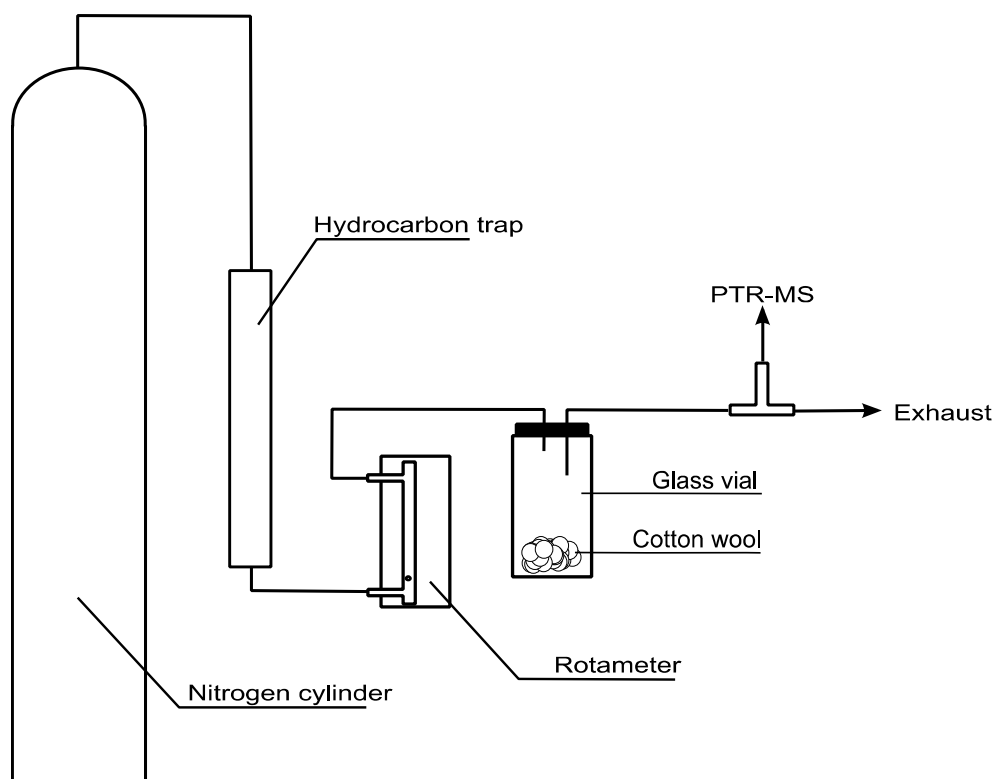 Hydrocarbon trap
PTR-MS
Exhaust
Glass vial
Cotton wool
Rotameter
Nitrogen cylinder